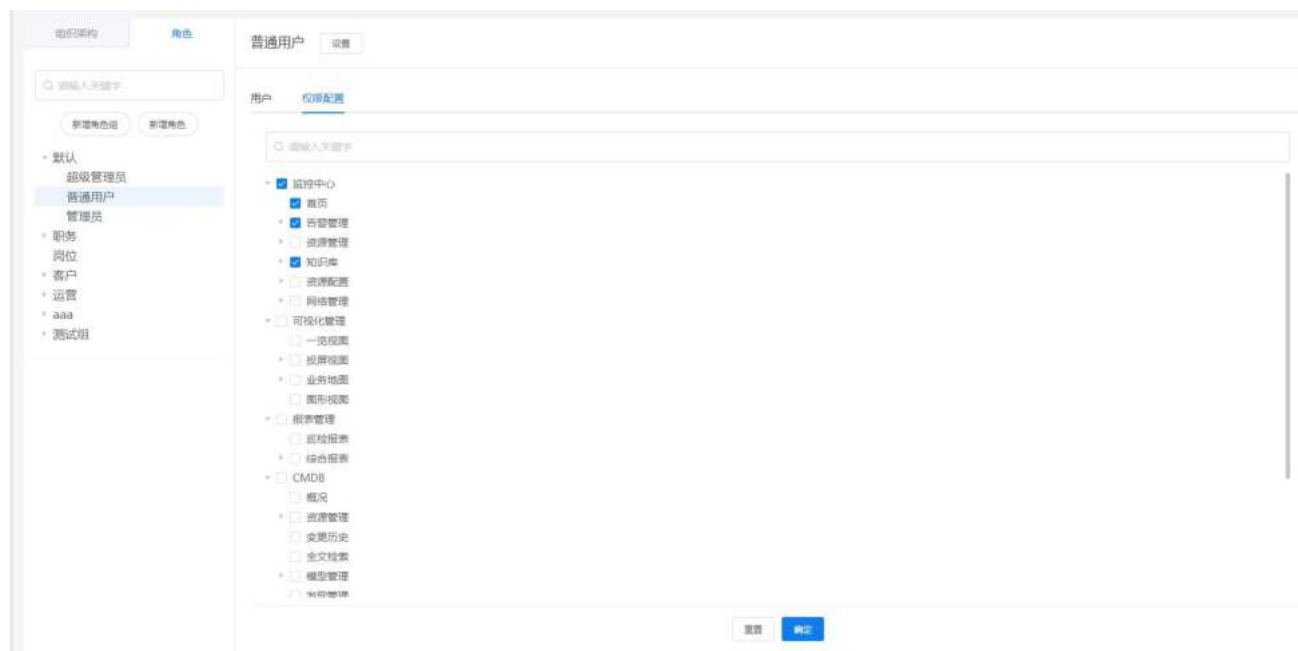 组织架构
角色
请输入关键字
新增角色组
新增角色
默认
超级管理员
普通用户
管理员
职务
岗位
客户
运营
aaa
测试组
普通用户
设置
用户
权限配置
请输入关键字
监控中心
首页
告警管理
资源管理
知识库
资源配置
网络管理
可视化管理
一览视图
投屏视图
业务地图
图形视图
报表管理
巡检报表
综合报表
CMDB
概况
资源管理
变更历史
全文检索
模型管理
重置
确定